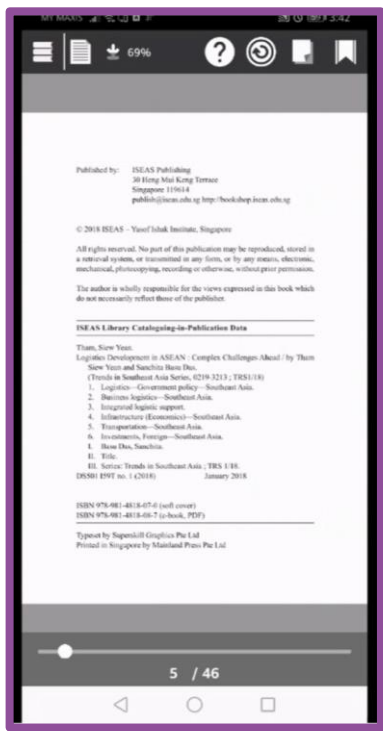 MY MAXIS 3:42
69%
Published by: ISEAS Publishing
30 Heng Mui Keng Terrace
Singapore 119614
publish@iseas.edu.sg http://bookshop.iseas.edu.sg
© 2018 ISEAS – Yusof Ishak Institute, Singapore
All rights reserved. No part of this publication may be reproduced, stored in
a retrieval system, or transmitted in any form, or by any means, electronic,
mechanical, photocopying, recording or otherwise, without prior permission.
The author is wholly responsible for the views expressed in this book which
do not necessarily reflect those of the publisher.
ISEAS Library Cataloguing-in-Publication Data
Tham, Siew Yean.
Logistics Development in ASEAN : Complex Challenges Ahead / by Tham
Siew Yean and Sanchita Basu Das.
(Trends in Southeast Asia Series, 0219-3213 ; TRS1/18)
1. Logistics—Government policy—Southeast Asia.
2. Business logistics—Southeast Asia.
3. Integrated logistic support.
4. Infrastructure (Economics)—Southeast Asia.
5. Transportation—Southeast Asia.
6. Investments, Foreign—Southeast Asia.
I. Basu Das, Sanchita.
II. Title.
III. Series: Trends in Southeast Asia ; TRS 1/18.
DS501 I59T no. 1 (2018) January 2018
ISBN 978-981-4818-07-0 (soft cover)
ISBN 978-981-4818-08-7 (e-book, PDF)
Typeset by Superskill Graphics Pte Ltd
Printed in Singapore by Mainland Press Pte Ltd
5 / 46